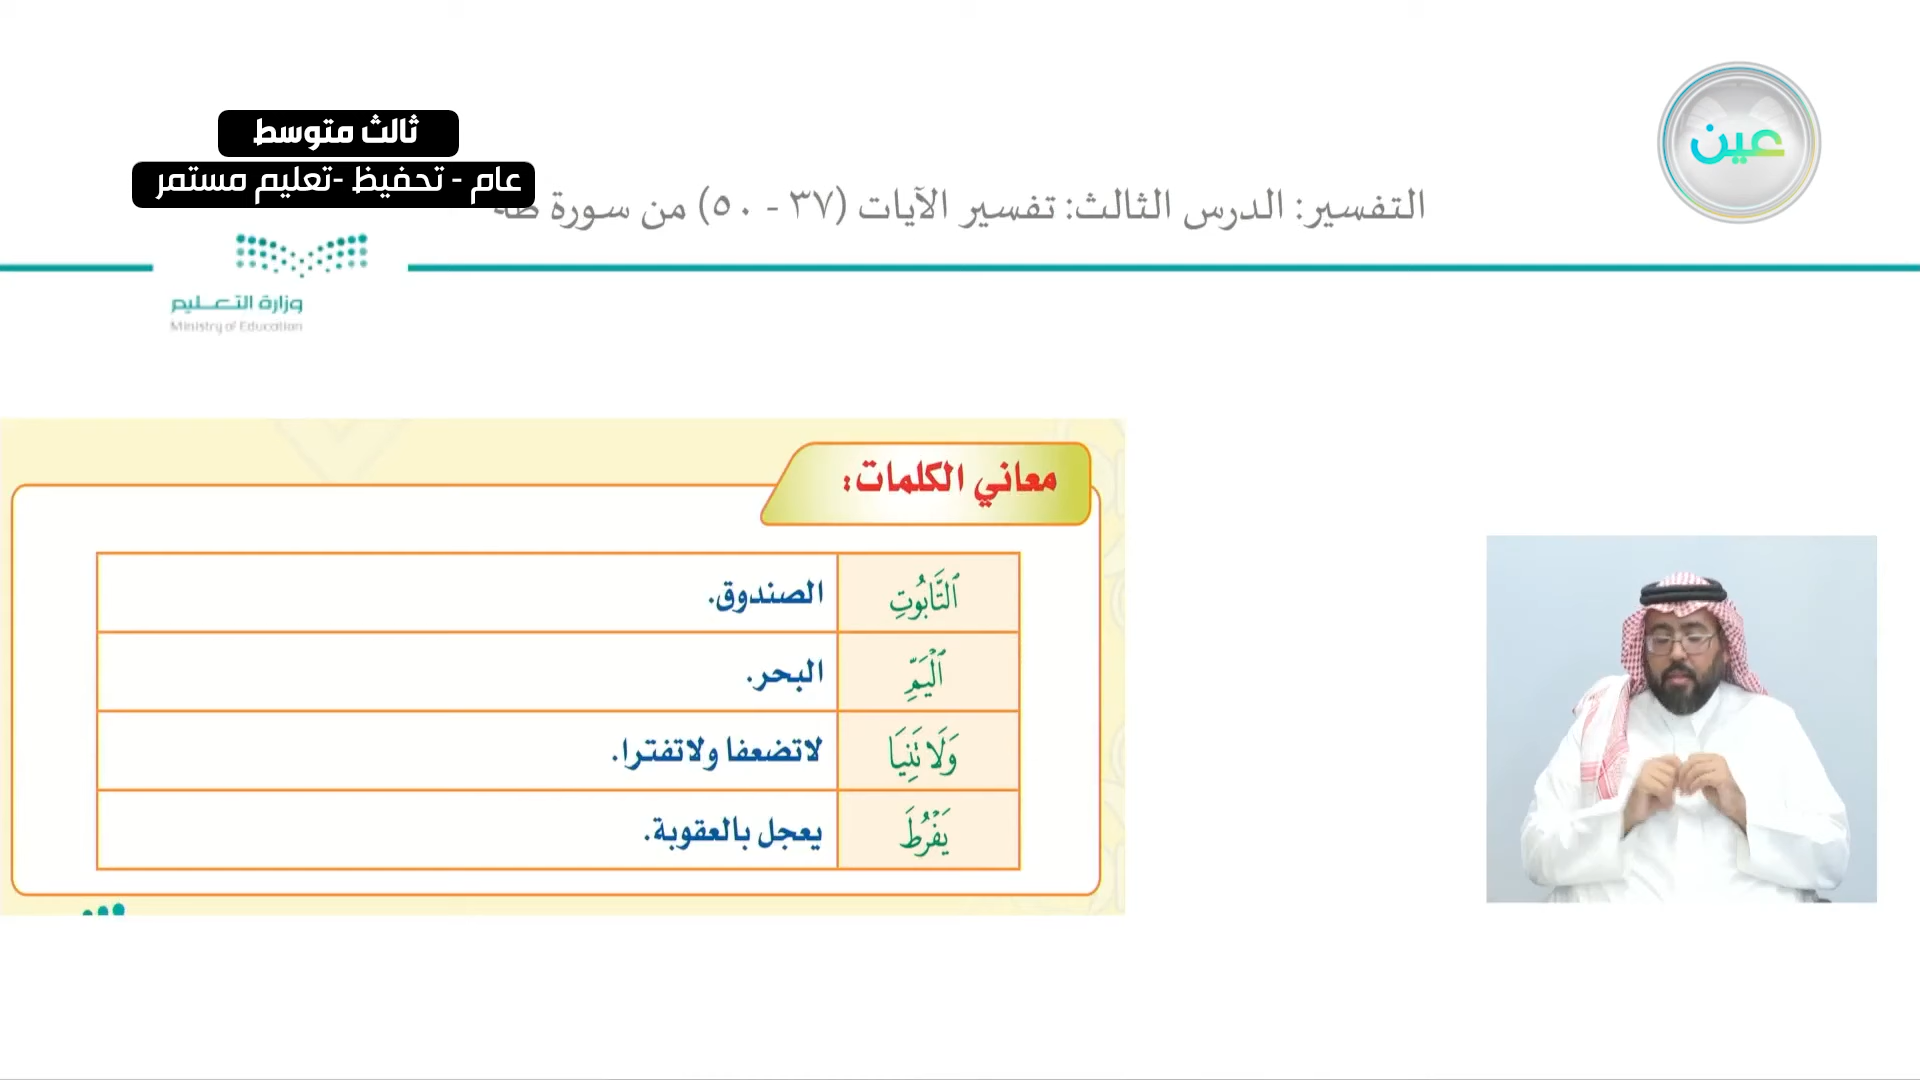 عين
ثالث متوسط
عام - تحفيظ -تعليم مستمر
التفسير: الدرس الثالث: تفسير الآيات (٣٧ - ٥٠) من سورة طه
وزارة التعليم
Ministry of Education
معاني الكلمات:
ٱلتَّابُوتِ الصندوق.
ٱلْيَمِّ البحر.
وَلَا تَنِيَا لاتضعفا ولاتفترا.
يَفْرُطَ يعجل بالعقوبة.